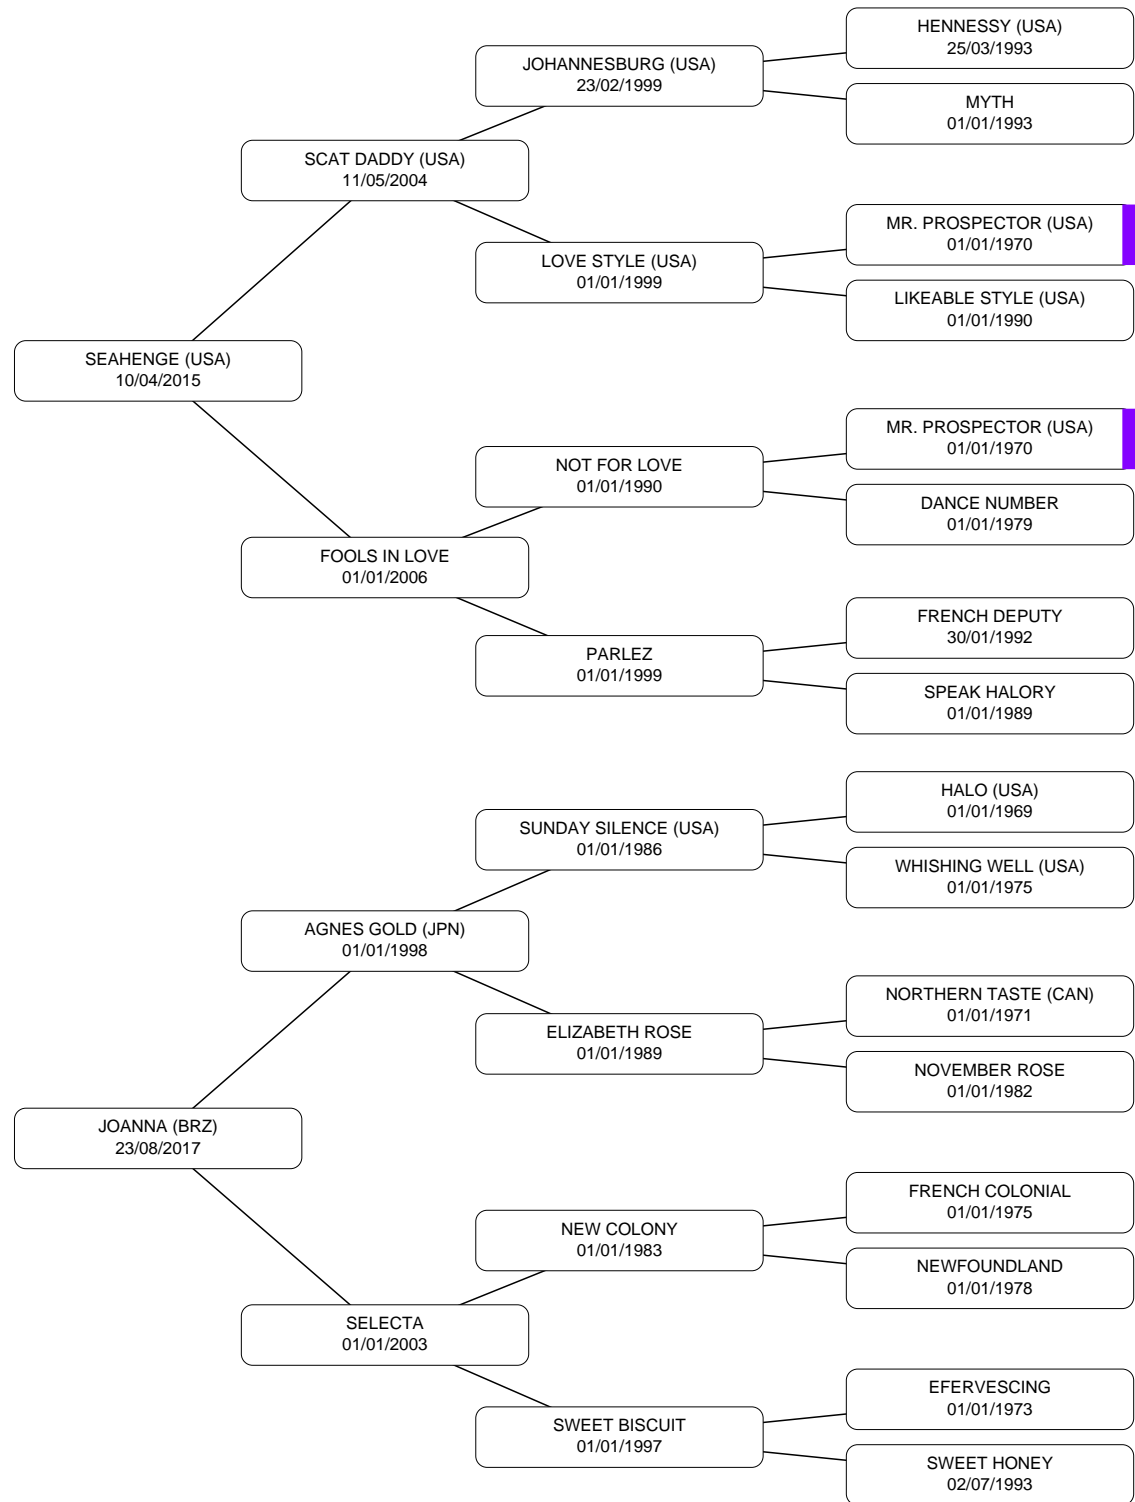 HENNESSY (USA)
25/03/1993
JOHANNESBURG (USA)
23/02/1999
MYTH
01/01/1993
SCAT DADDY (USA)
11/05/2004
MR. PROSPECTOR (USA)
01/01/1970
LOVE STYLE (USA)
01/01/1999
LIKEABLE STYLE (USA)
01/01/1990
SEAHENGE (USA)
10/04/2015
MR. PROSPECTOR (USA)
01/01/1970
NOT FOR LOVE
01/01/1990
DANCE NUMBER
01/01/1979
FOOLS IN LOVE
01/01/2006
FRENCH DEPUTY
30/01/1992
PARLEZ
01/01/1999
SPEAK HALORY
01/01/1989
HALO (USA)
01/01/1969
SUNDAY SILENCE (USA)
01/01/1986
WHISHING WELL (USA)
01/01/1975
AGNES GOLD (JPN)
01/01/1998
NORTHERN TASTE (CAN)
01/01/1971
ELIZABETH ROSE
01/01/1989
NOVEMBER ROSE
01/01/1982
JOANNA (BRZ)
23/08/2017
FRENCH COLONIAL
01/01/1975
NEW COLONY
01/01/1983
NEWFOUNDLAND
01/01/1978
SELECTA
01/01/2003
EFERVESCING
01/01/1973
SWEET BISCUIT
01/01/1997
SWEET HONEY
02/07/1993